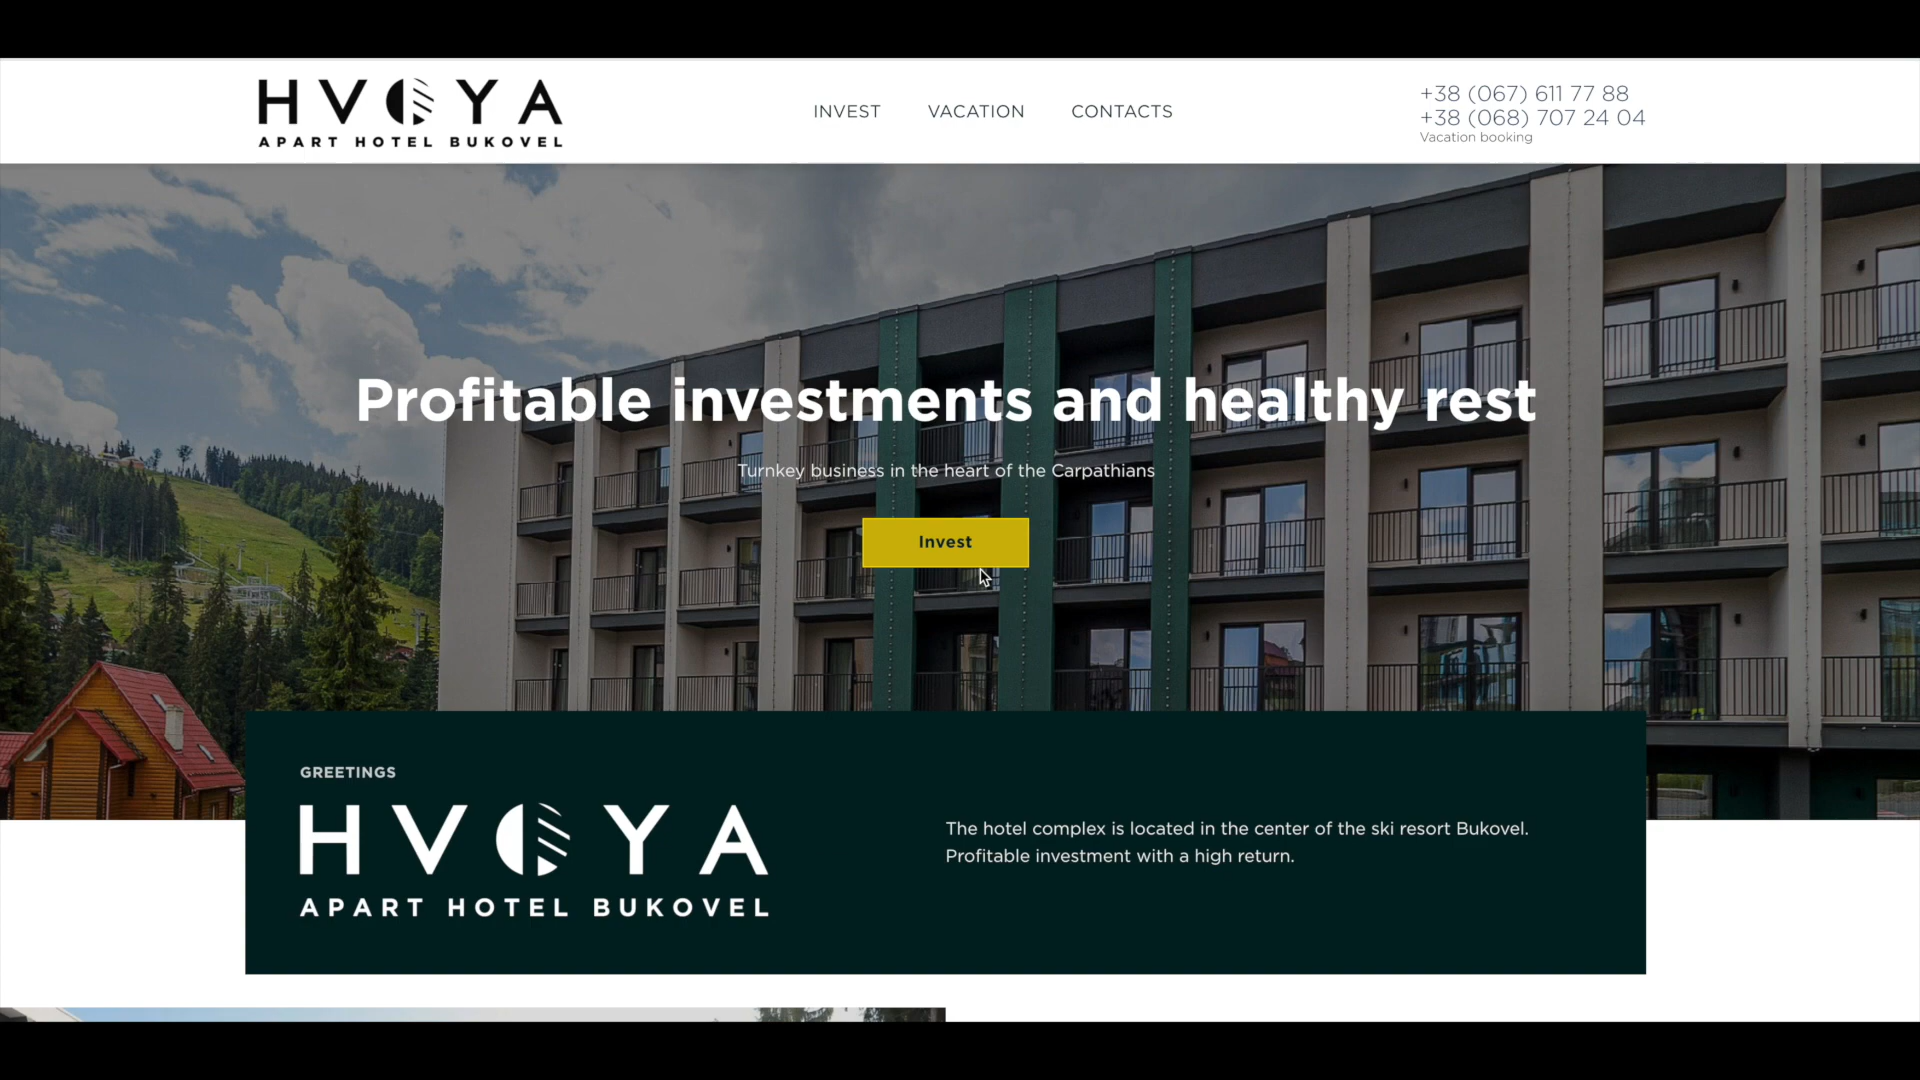 HVOYA
APART HOTEL BUKOVEL
INVEST
VACATION
CONTACTS
+38 (067) 611 77 88
+38 (068) 707 24 04
Vacation booking
Profitable investments and healthy rest
Turnkey business in the heart of the Carpathians
Invest
GREETINGS
HVOYA
APART HOTEL BUKOVEL
The hotel complex is located in the center of the ski resort Bukovel.
Profitable investment with a high return.